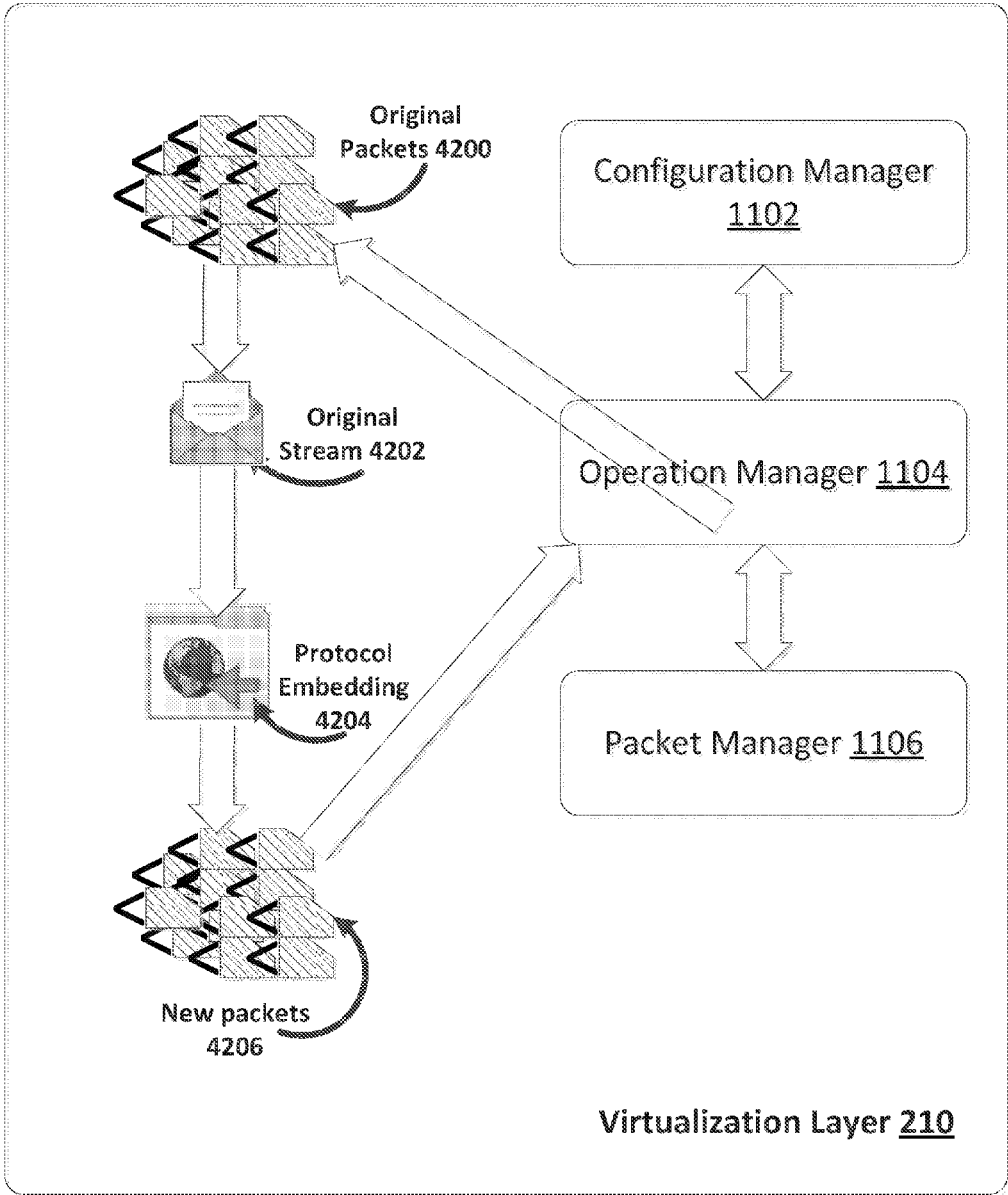 Original
Packets 4200
Configuration Manager
1102
Original
Stream 4202
Operation Manager 1104
Protocol
Embedding
4204
Packet Manager 1106
New packets
4206
Virtualization Layer 210